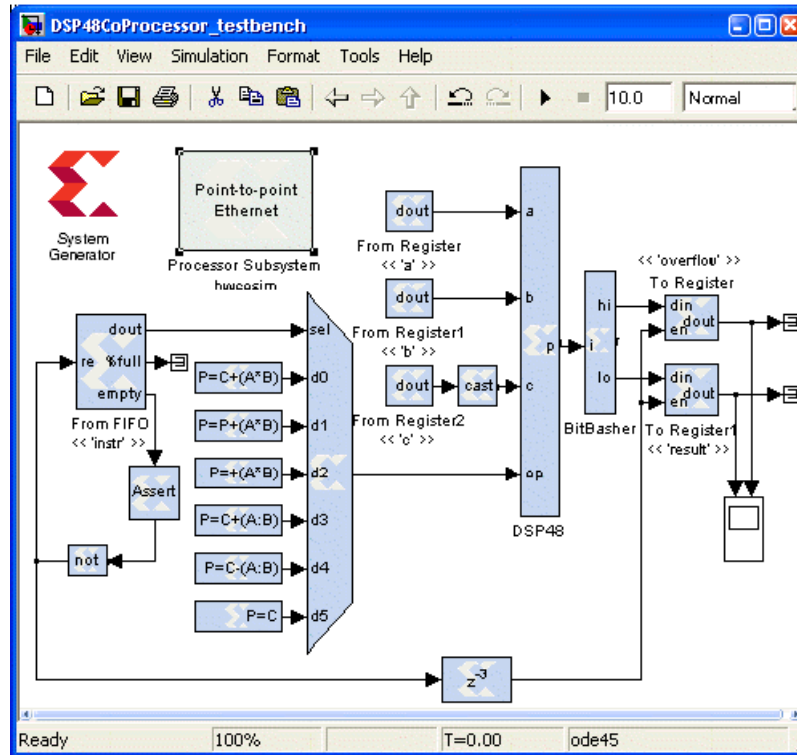 DSP48CoProcessor_testbench
File Edit View Simulation Format Tools Help
10.0 Normal
System
Generator
Point-to-point
Ethernet
Processor Subsystem
hwcosim
dout
From Register
<< 'a' >>
dout
From Register1
<< 'b' >>
dout
cast
From Register2
<< 'c' >>
a
b
c
op
p
DSP48
i
hi
lo
BitBasher
<< 'overflow' >>
To Register
din
en
dout
din
en
dout
To Register1
<< 'result' >>
dout
re %full
empty
From FIFO
<< 'instr' >>
Assert
not
sel
P=C+(A*B) d0
P=P+(A*B) d1
P=+(A*B) d2
P=C+(A:B) d3
P=C-(A:B) d4
P=C d5
z-3
Ready 100% T=0.00 ode45